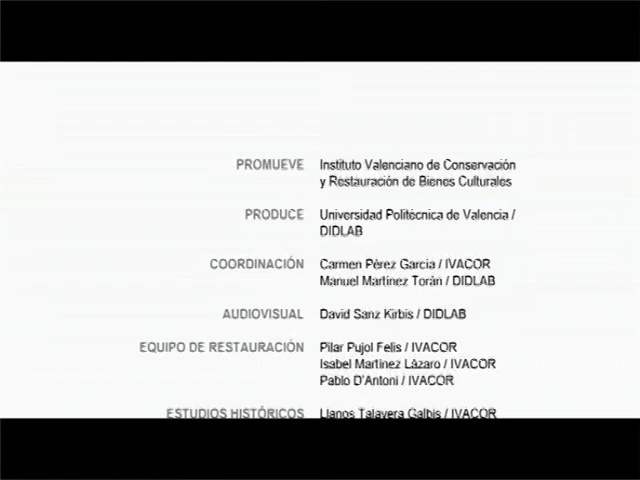 PROMUEVE Instituto Valenciano de Conservación
y Restauración de Bienes Culturales
PRODUCE Universidad Politécnica de Valencia /
DIDLAB
COORDINACIÓN Carmen Pérez García / IVACOR
Manuel Martínez Torán / DIDLAB
AUDIOVISUAL David Sanz Kirbis / DIDLAB
EQUIPO DE RESTAURACIÓN Pilar Pujol Felis / IVACOR
Isabel Martínez Lázaro / IVACOR
Pablo D'Antoni / IVACOR
ESTUDIOS HISTÓRICOS Llanos Talavera Galbis / IVACOR